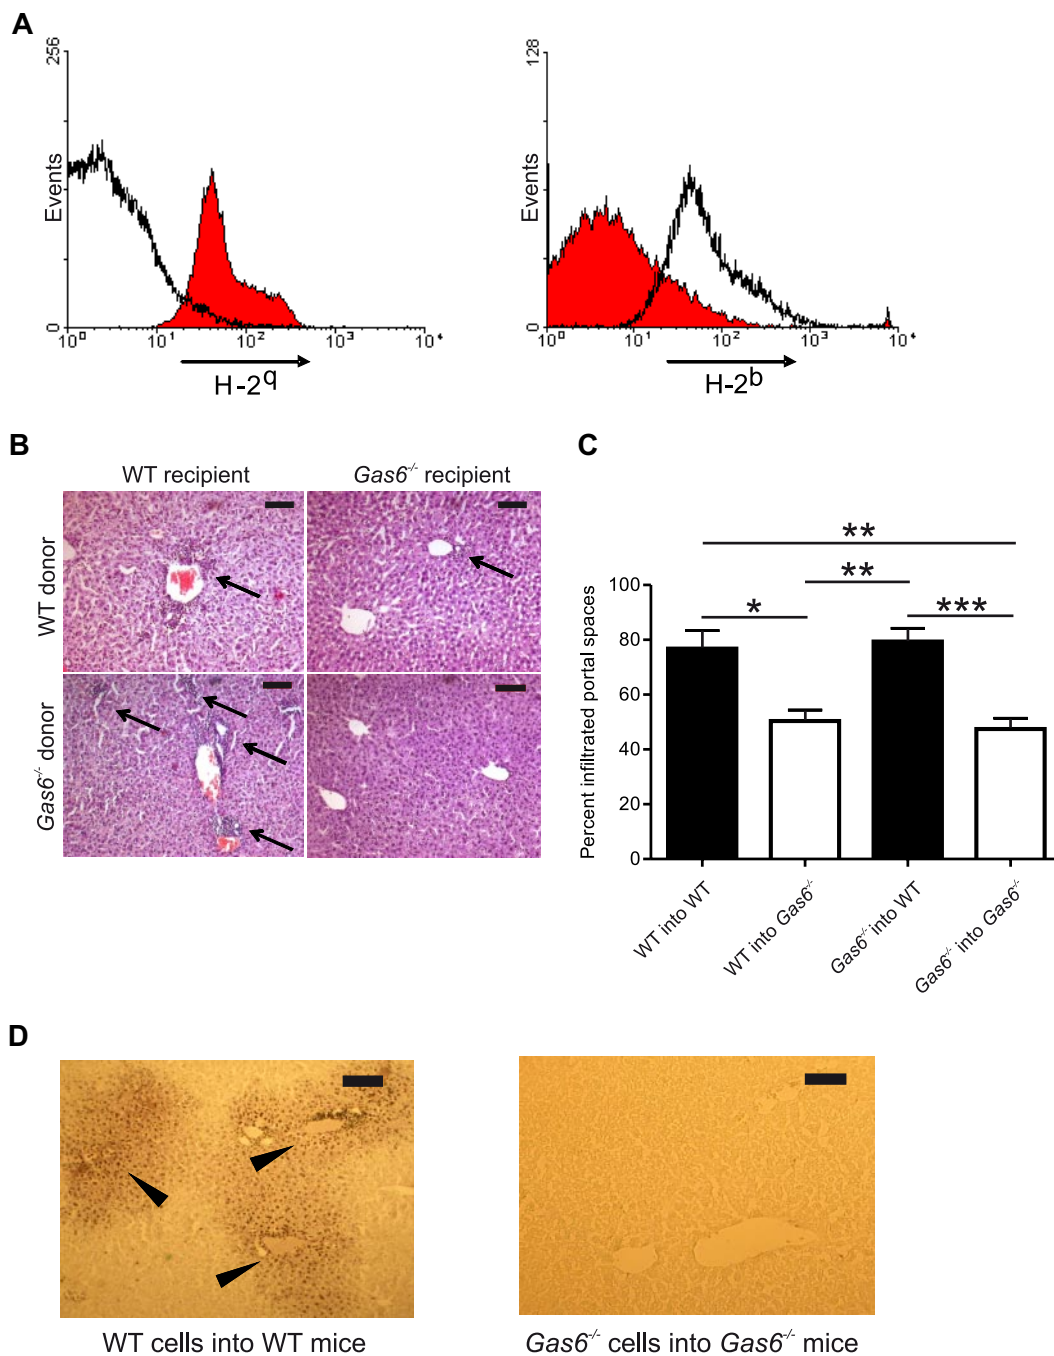 A
256
Events
0
10⁰ 10¹ 10² 10³ 10⁴
H-2q
128
Events
0
10⁰ 10¹ 10² 10³ 10⁴
H-2b
B
WT recipient Gas6-/- recipient
WT donor
Gas6-/- donor
C
**
**
* ***
Percent infiltrated portal spaces
100
80
60
40
20
0
WT into WT
WT into Gas6-/-
Gas6-/- into WT
Gas6-/- into Gas6-/-
D
WT cells into WT mice
Gas6-/- cells into Gas6-/- mice